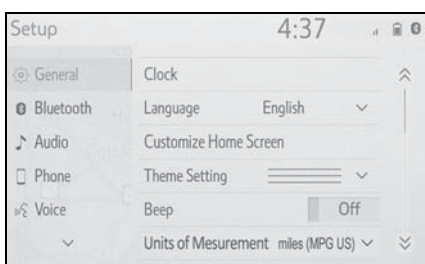 Setup 4:37
General
Bluetooth
Audio
Phone
Voice
Clock
Language English
Customize Home Screen
Theme Setting
Beep Off
Units of Mesurement miles (MPG US)